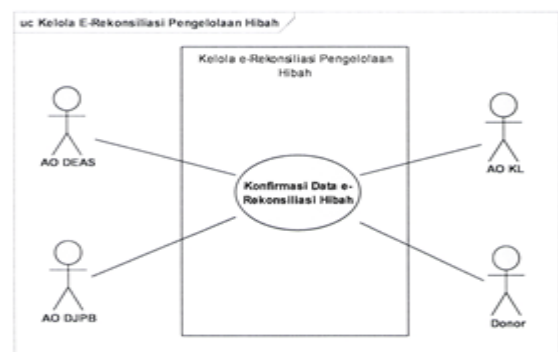 uc Kelola E-Rekonsiliasi Pengelolaan Hibah
Kelola e-Rekonsiliasi Pengelolaan
Hibah
AO DEAS
AO KL
Konfirmasi Data e-
Rekonsiliasi Hibah
AO DJPB
Donor